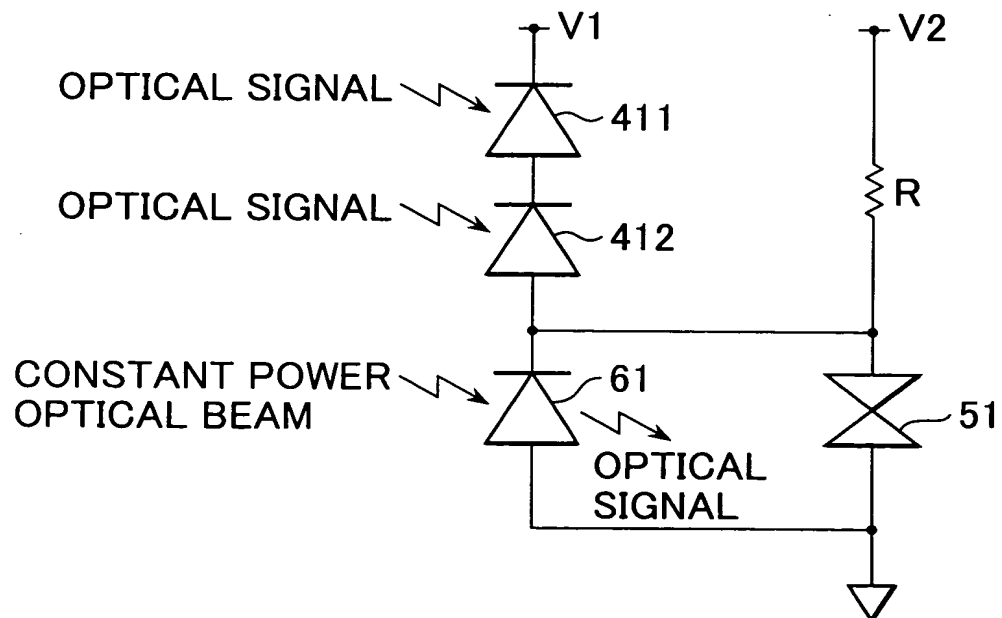 V1
V2
OPTICAL SIGNAL
411
R
OPTICAL SIGNAL
412
CONSTANT POWER
OPTICAL BEAM
61
51
OPTICAL
SIGNAL